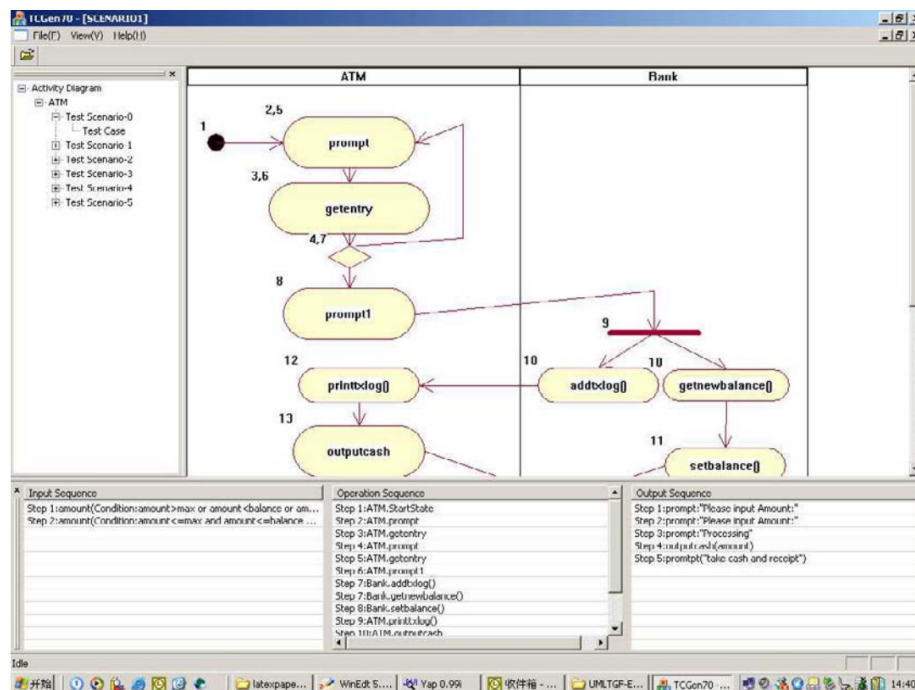 TCGen70 - [SCENARIO1]
File(F) View(V) Help(H)
Activity Diagram
ATM
Test Scenario-0
Test Case
Test Scenario-1
Test Scenario-2
Test Scenario-3
Test Scenario-4
Test Scenario-5
ATM
Bank
2,5
1
prompt
3,6
getentry
4,7
8
prompt1
9
12
10
10
printtxlog()
addtxlog()
getnewbalance()
13
11
outputcash
setbalance()
Input Sequence
Step 1:amount(Condition:amount>max or amount <balance or am...
Step 2:amount(Condition:amount<=max and amount<=balance ...
Operation Sequence
Step 1:ATM.StartState
Step 2:ATM.prompt
Step 3:ATM.getentry
Step 4:ATM.prompt
Step 5:ATM.getentry
Step 6:ATM.prompt1
Step 7:Bank.addtxlog()
Step 7:Bank.getnewbalance()
Step 8:Bank.setbalance()
Step 9:ATM.printtxlog()
Step 10:ATM.outputcash
Output Sequence
Step 1:prompt:"Please input Amount:"
Step 2:prompt:"Please input Amount:"
Step 3:prompt:"Processing"
Step 4:outputcash(amount)
Step 5:promtpt("take cash and receipt")
Idle
开始
latexpape...
WinEdt 5....
Yap 0.99i
收件箱 - ...
UMLTGF-E...
TCGen70 -...
14:40